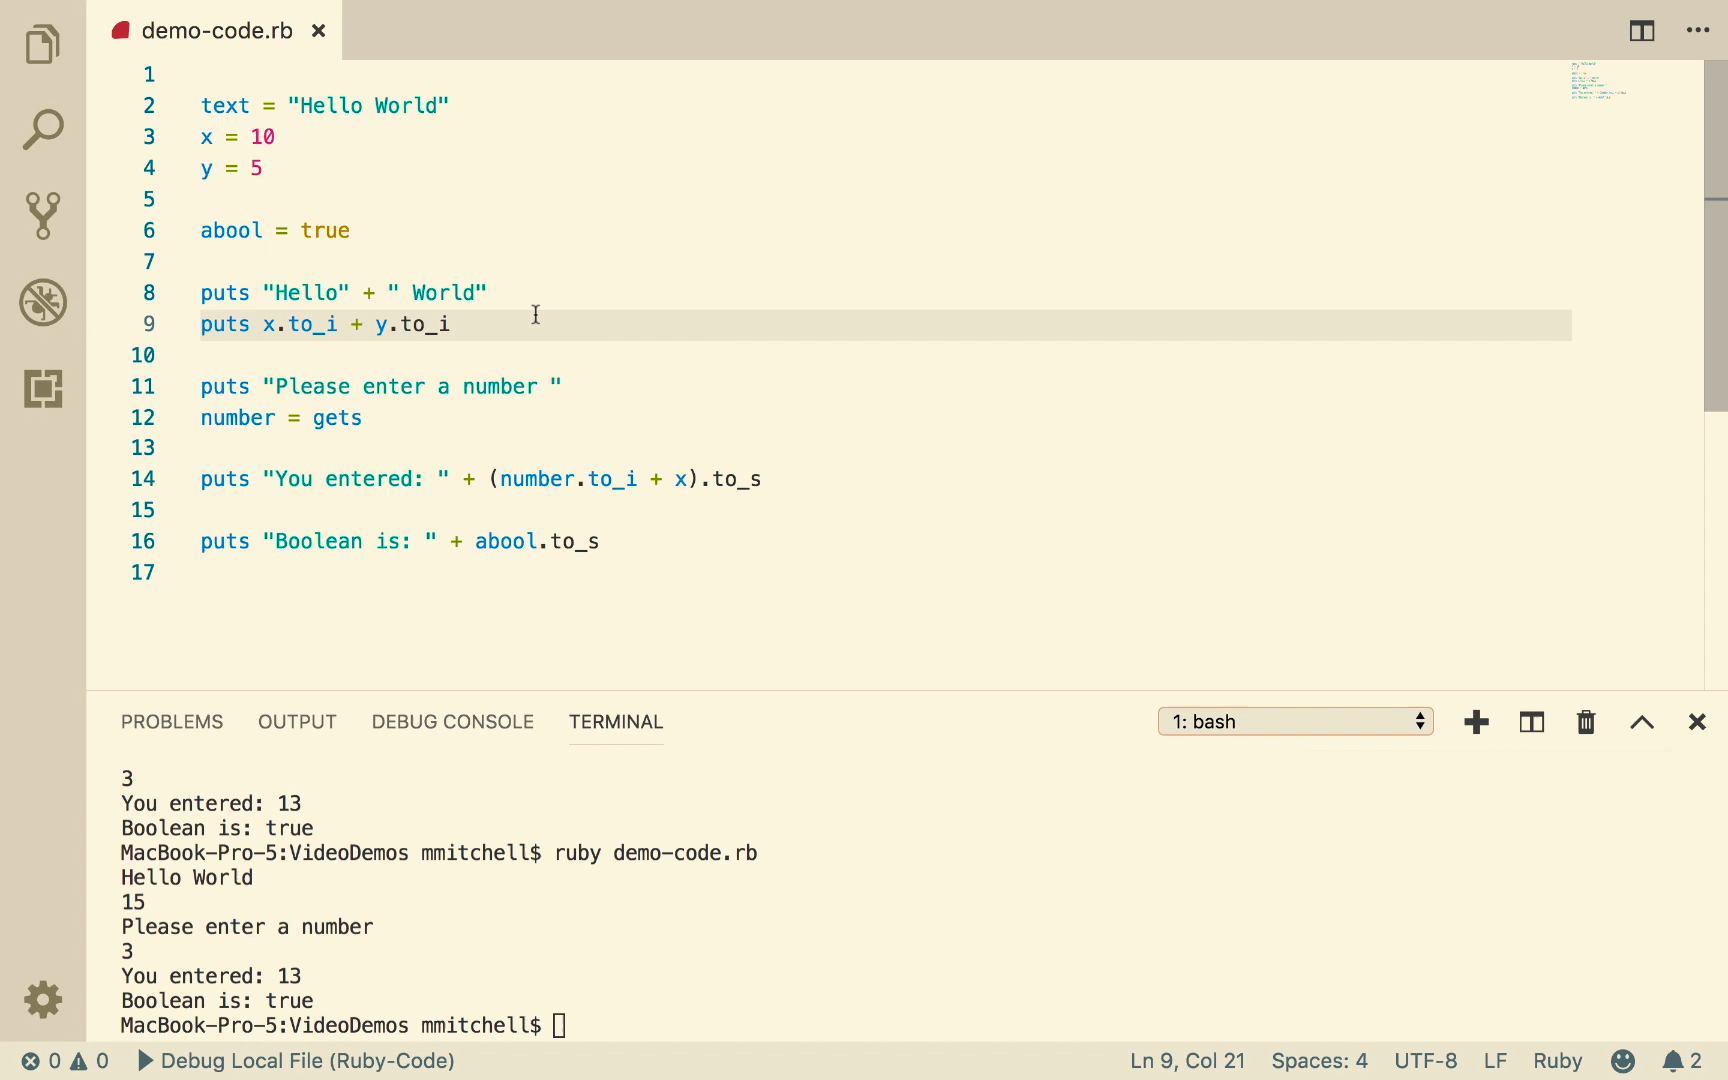 demo-code.rb
1
2 text = "Hello World"
3 x = 10
4 y = 5
5
6 abool = true
7
8 puts "Hello" + " World"
9 puts x.to_i + y.to_i
10
11 puts "Please enter a number "
12 number = gets
13
14 puts "You entered: " + (number.to_i + x).to_s
15
16 puts "Boolean is: " + abool.to_s
17
PROBLEMS OUTPUT DEBUG CONSOLE TERMINAL 1: bash
3
You entered: 13
Boolean is: true
MacBook-Pro-5:VideoDemos mmitchell$ ruby demo-code.rb
Hello World
15
Please enter a number
3
You entered: 13
Boolean is: true
MacBook-Pro-5:VideoDemos mmitchell$
0 0 Debug Local File (Ruby-Code) Ln 9, Col 21 Spaces: 4 UTF-8 LF Ruby 2